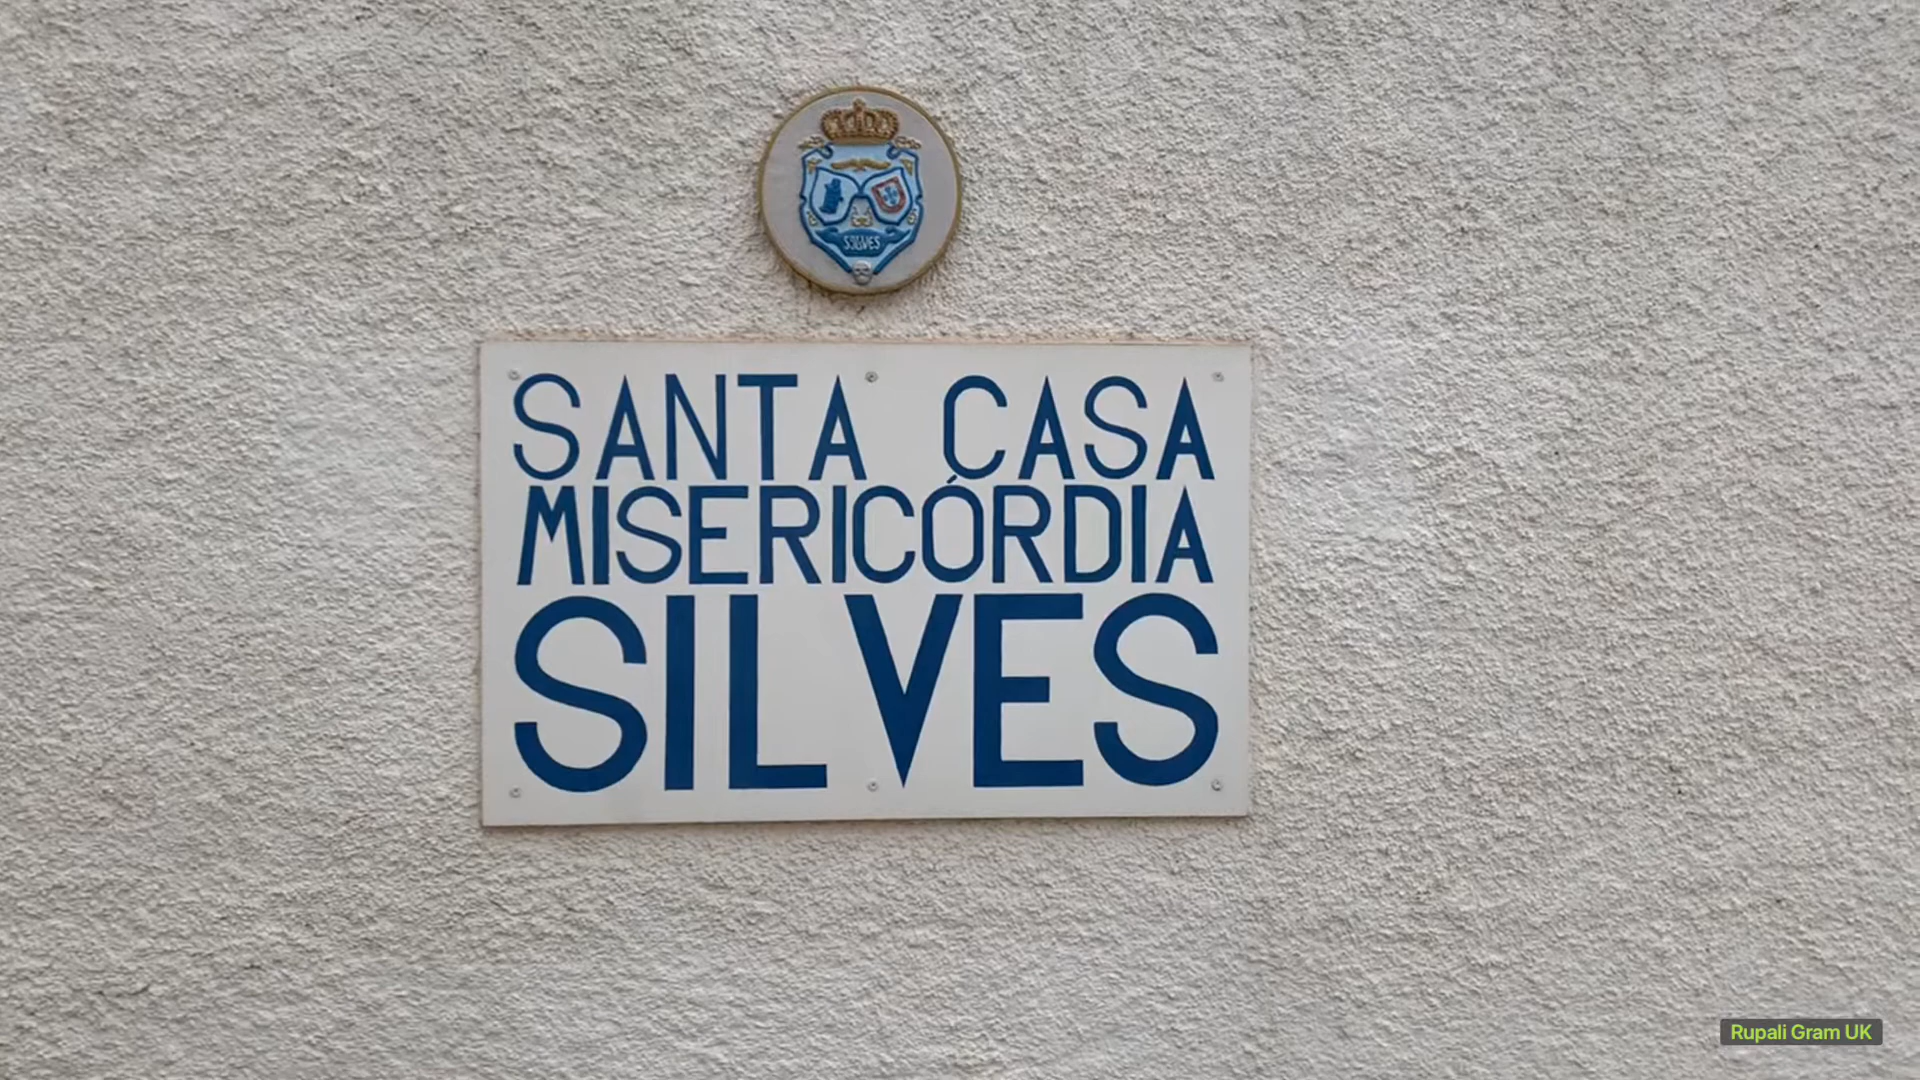 SILVES
SANTA CASA
MISERICÓRDIA
SILVES
Rupali Gram UK